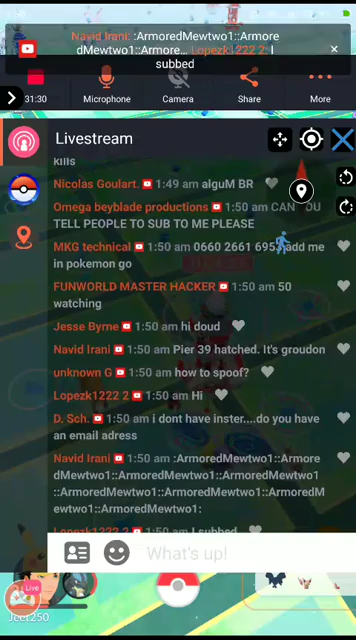 Navid Irani: :ArmoredMewtwo1::Armore
dMewtwo1::Armore... Lopezk1222 2: I
subbed
31:30
Microphone
Camera
Share
More
Livestream
kills
Nicolas Goulart. 1:49 am alguM BR
Omega beyblade productions 1:50 am CAN YOU
TELL PEOPLE TO SUB TO ME PLEASE
MKG technical 1:50 am 0660 2661 695 add me
in pokemon go
FUNWORLD MASTER HACKER 1:50 am 50
watching
Jesse Byrne 1:50 am hi doud
Navid Irani 1:50 am Pier 39 hatched. It's groudon
unknown G 1:50 am how to spoof?
Lopezk1222 2 1:50 am Hi
D. Sch. 1:50 am i dont have inster....do you have
an email adress
Navid Irani 1:50 am :ArmoredMewtwo1::Armore
dMewtwo1::ArmoredMewtwo1::ArmoredMewtwo1
::ArmoredMewtwo1::ArmoredMewtwo1::ArmoredM
ewtwo1::ArmoredMewtwo1::ArmoredMewtwo1:
Lopezk1222 2 1:50 am I subbed
What's up!
Live
Jeet250